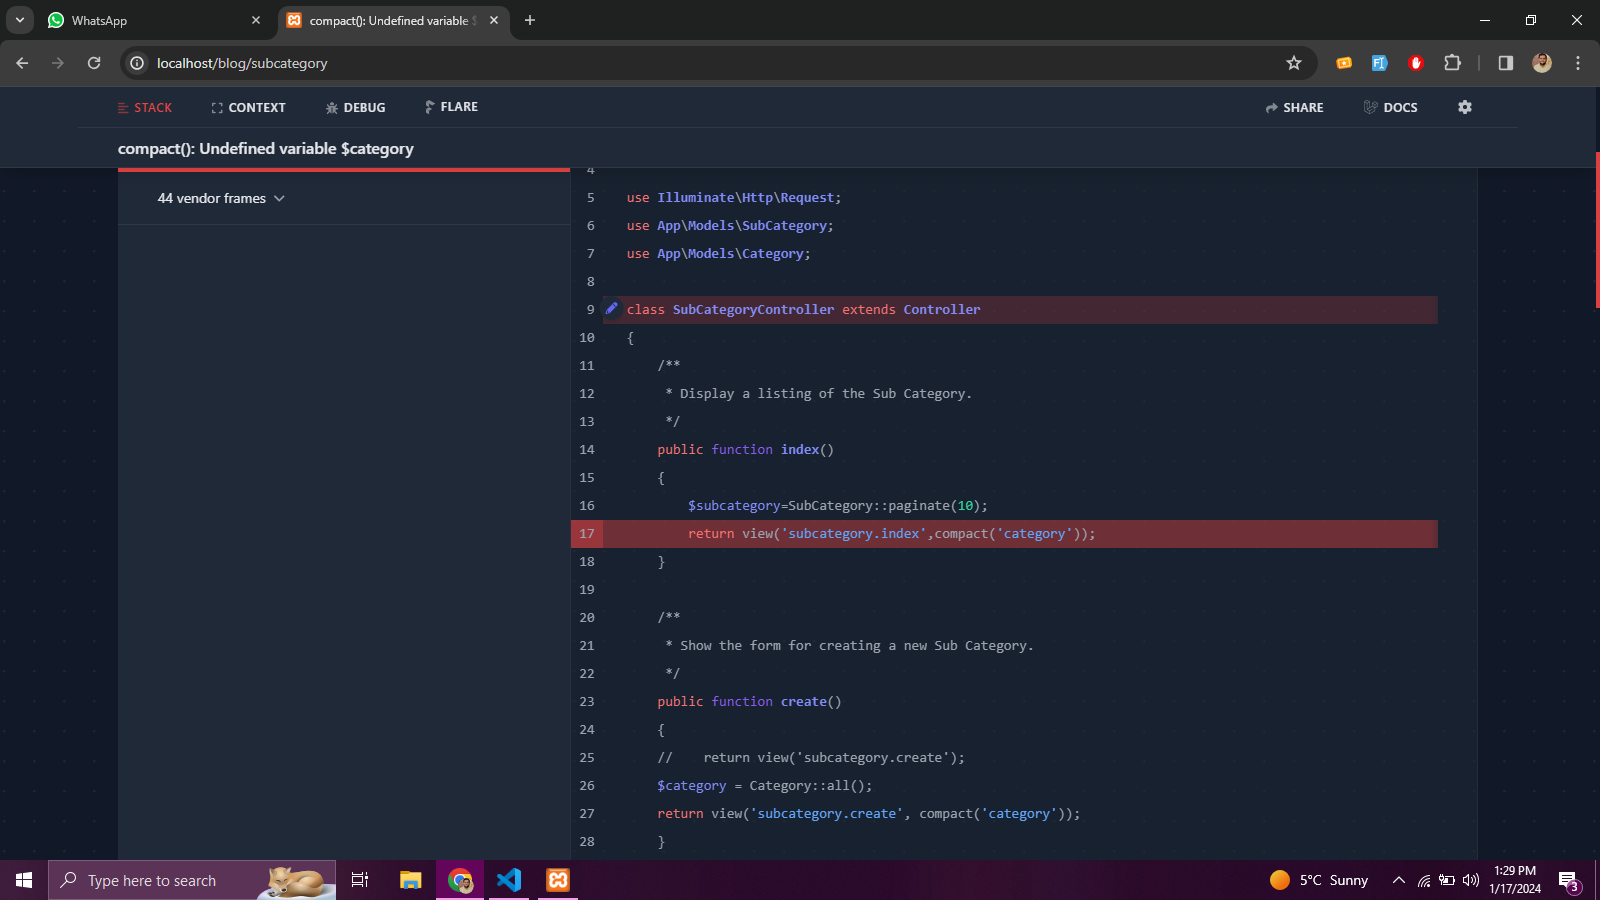 WhatsApp
compact(): Undefined variable $
localhost/blog/subcategory
STACK CONTEXT DEBUG FLARE SHARE DOCS
compact(): Undefined variable $category
44 vendor frames
4
5 use Illuminate\Http\Request;
6 use App\Models\SubCategory;
7 use App\Models\Category;
8
9 class SubCategoryController extends Controller
10 {
11 /**
12 * Display a listing of the Sub Category.
13 */
14 public function index()
15 {
16 $subcategory=SubCategory::paginate(10);
17 return view('subcategory.index',compact('category'));
18 }
19
20 /**
21 * Show the form for creating a new Sub Category.
22 */
23 public function create()
24 {
25 // return view('subcategory.create');
26 $category = Category::all();
27 return view('subcategory.create', compact('category'));
28 }
Type here to search
5°C Sunny
1:29 PM
1/17/2024
3